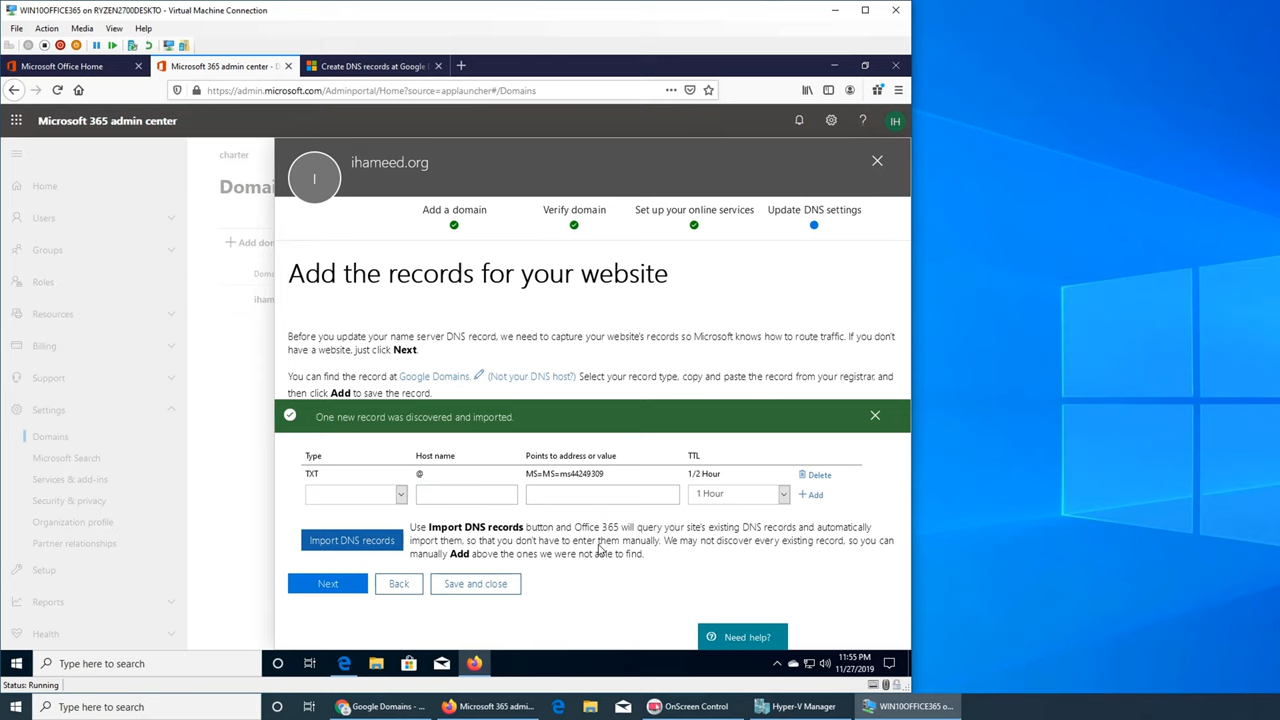 WIN10OFFICE365 on RYZEN2700DESKTO - Virtual Machine Connection
File Action Media View Help
Microsoft Office Home
Microsoft 365 admin center - D
Create DNS records at Google D
https://admin.microsoft.com/Adminportal/Home?source=applauncher#/Domains
Microsoft 365 admin center
IH
charter
Domai
Add dom
Doma
iham
Home
Users
Groups
Roles
Resources
Billing
Support
Settings
Domains
Microsoft Search
Services & add-ins
Security & privacy
Organization profile
Partner relationships
Setup
Reports
Health
I
ihameed.org
Add a domain
Verify domain
Set up your online services
Update DNS settings
Add the records for your website
Before you update your name server DNS record, we need to capture your website's records so Microsoft knows how to route traffic. If you don't
have a website, just click Next.
You can find the record at Google Domains. (Not your DNS host?) Select your record type, copy and paste the record from your registrar, and
then click Add to save the record.
One new record was discovered and imported.
Type Host name Points to address or value TTL
TXT @ MS=MS=ms44249309 1/2 Hour Delete
1 Hour + Add
Import DNS records
Use Import DNS records button and Office 365 will query your site's existing DNS records and automatically
import them, so that you don't have to enter them manually. We may not discover every existing record, so you can
manually Add above the ones we were not able to find.
Next Back Save and close
Need help?
Type here to search
11:55 PM
11/27/2019
Status: Running
Type here to search
Google Domains - ...
Microsoft 365 admi...
OnScreen Control
Hyper-V Manager
WIN10OFFICE365 o...